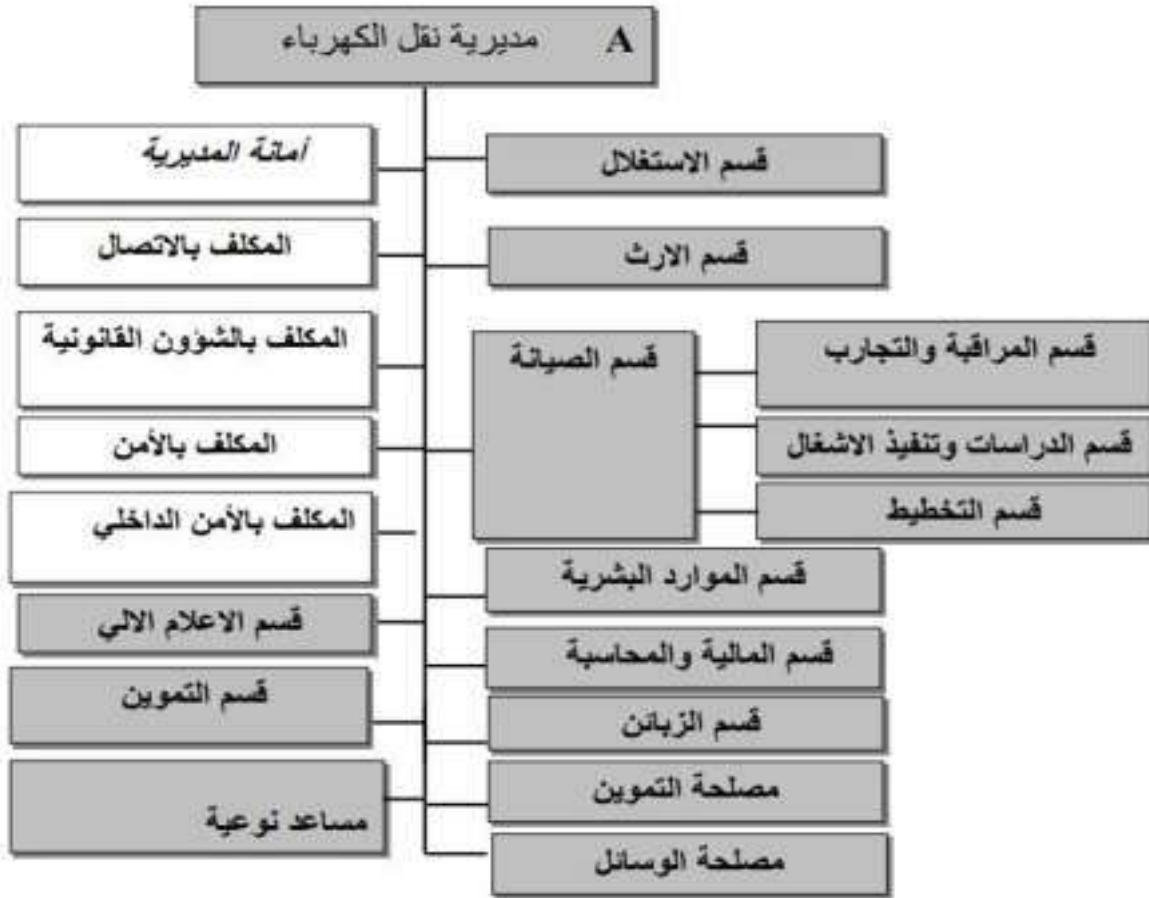 مديرية نقل الكهرباء A
أمانة المديرية
قسم الاستغلال
المكلف بالاتصال
قسم الارث
المكلف بالشؤون القانونية
قسم الصيانة
قسم المراقبة والتجارب
المكلف بالأمن
قسم الدراسات وتنفيذ الاشغال
المكلف بالأمن الداخلي
قسم التخطيط
قسم الموارد البشرية
قسم الاعلام الالي
قسم المالية والمحاسبة
قسم التموين
قسم الزبائن
مصلحة التموين
مساعد نوعية
مصلحة الوسائل